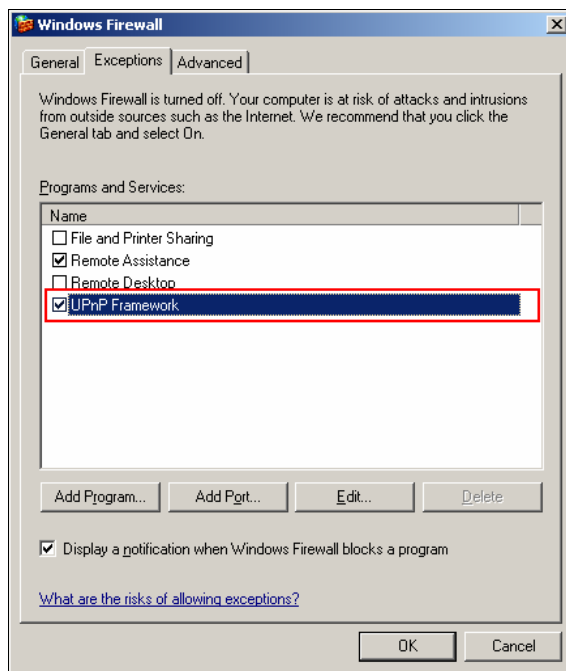 Windows Firewall
General Exceptions Advanced
Windows Firewall is turned off. Your computer is at risk of attacks and intrusions
from outside sources such as the Internet. We recommend that you click the
General tab and select On.
Programs and Services:
Name
File and Printer Sharing
Remote Assistance
Remote Desktop
UPnP Framework
Add Program... Add Port... Edit... Delete
Display a notification when Windows Firewall blocks a program
What are the risks of allowing exceptions?
OK Cancel